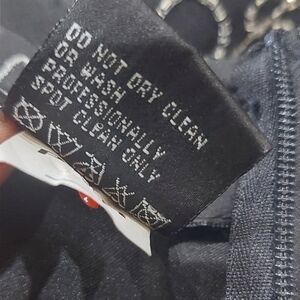 DO NOT DRY CLEAN
OR WASH
PROFESSIONALLY
SPOT CLEAN ONLY